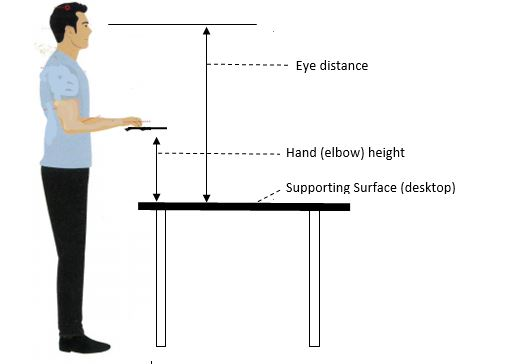 Eye distance
Hand (elbow) height
Supporting Surface (desktop)